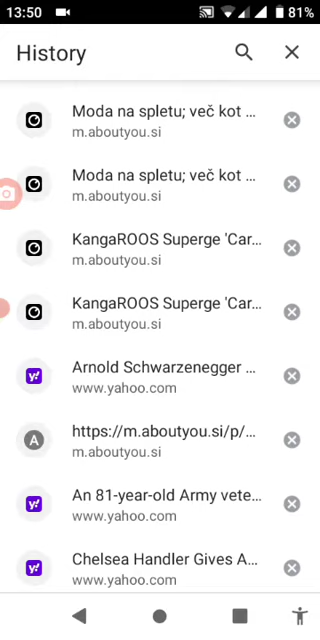 13:50
81%
History
Moda na spletu; več kot ...
m.aboutyou.si
Moda na spletu; več kot ...
m.aboutyou.si
KangaROOS Superge 'Car...
m.aboutyou.si
KangaROOS Superge 'Car...
m.aboutyou.si
Arnold Schwarzenegger ...
www.yahoo.com
A
https://m.aboutyou.si/p/...
m.aboutyou.si
An 81-year-old Army vete...
www.yahoo.com
Chelsea Handler Gives A...
www.yahoo.com